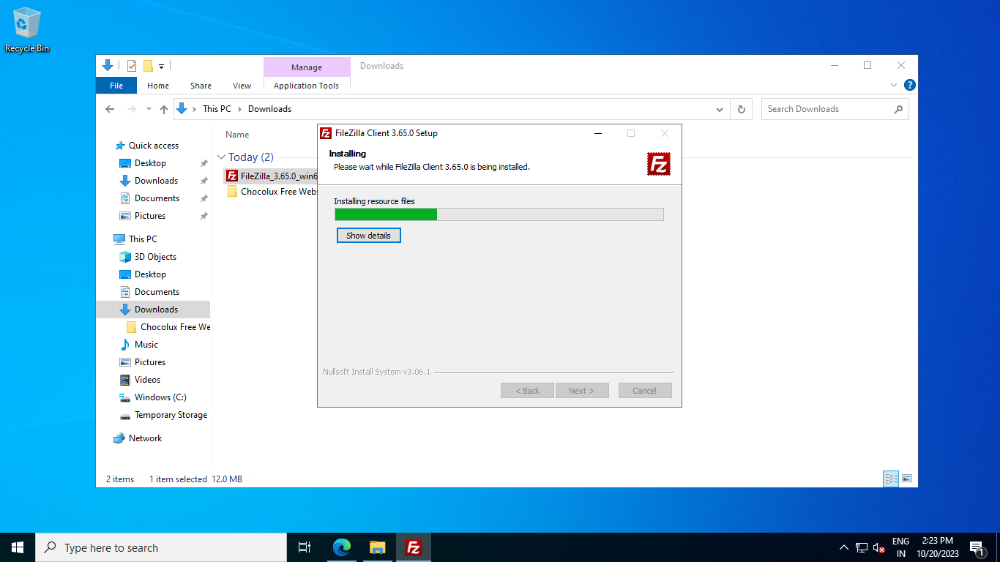 Recycle Bin
Manage
Downloads
File
Home
Share
View
Application Tools
This PC
Downloads
Search Downloads
Name
Today (2)
FileZilla_3.65.0_win6
Chocolux Free Webs
Quick access
Desktop
Downloads
Documents
Pictures
This PC
3D Objects
Desktop
Documents
Downloads
Chocolux Free We
Music
Pictures
Videos
Windows (C:)
Temporary Storage
Network
2 items
1 item selected 12.0 MB
FileZilla Client 3.65.0 Setup
Installing
Please wait while FileZilla Client 3.65.0 is being installed.
Installing resource files
Show details
Nullsoft Install System v3.06.1
< Back
Next >
Cancel
Type here to search
ENG
IN
2:23 PM
10/20/2023
1